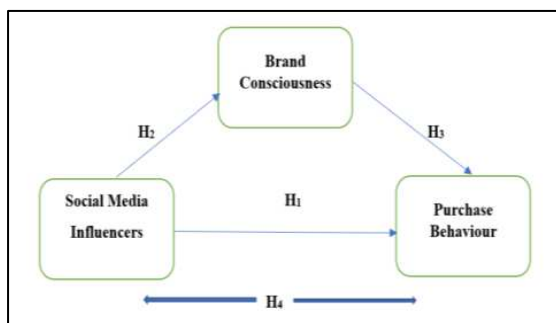 Brand
Consciousness
H2
H3
Social Media
Influencers
H1
Purchase
Behaviour
H4